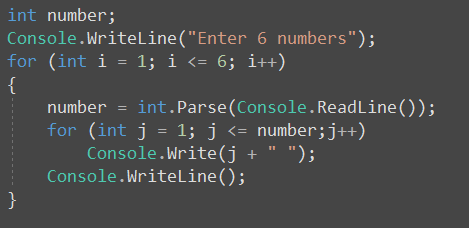 int number;
Console.WriteLine("Enter 6 numbers");
for (int i = 1; i <= 6; i++)
{
    number = int.Parse(Console.ReadLine());
    for (int j = 1; j <= number;j++)
        Console.Write(j + " ");
    Console.WriteLine();
}